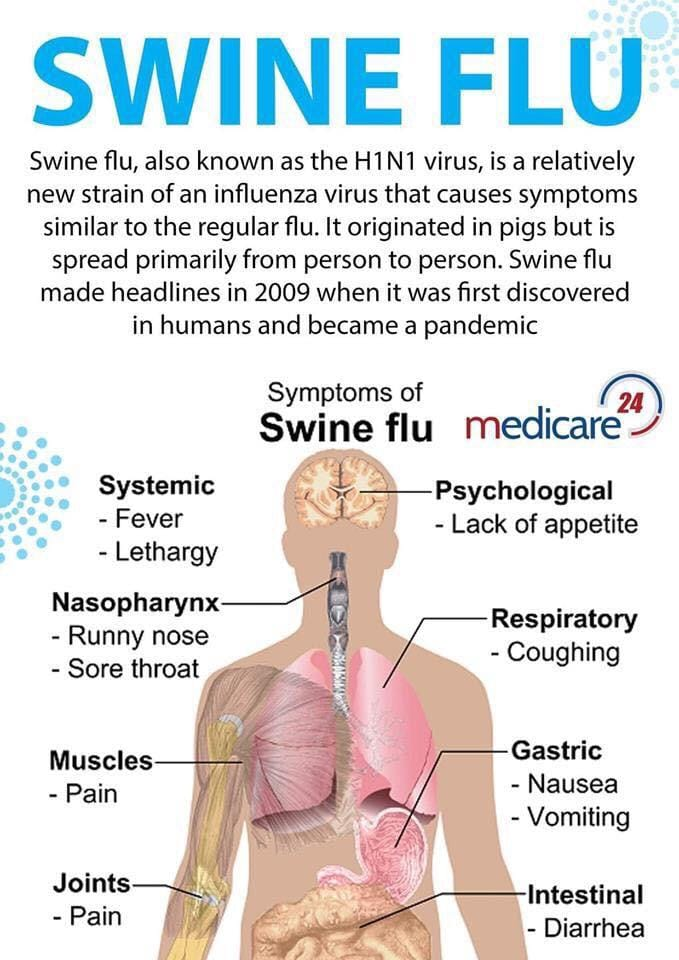 SWINE FLU
Swine flu, also known as the H1N1 virus, is a relatively
new strain of an influenza virus that causes symptoms
similar to the regular flu. It originated in pigs but is
spread primarily from person to person. Swine flu
made headlines in 2009 when it was first discovered
in humans and became a pandemic
Symptoms of
Swine flu
medicare 24
Systemic
- Fever
- Lethargy
Psychological
- Lack of appetite
Nasopharynx
- Runny nose
- Sore throat
Respiratory
- Coughing
Muscles
- Pain
Gastric
- Nausea
- Vomiting
Joints
- Pain
Intestinal
- Diarrhea